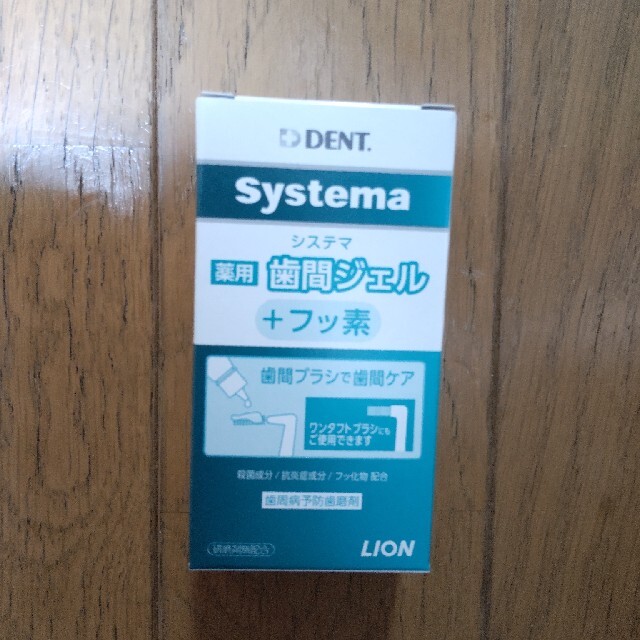 DENT.
Systema
システマ
薬用 歯間ジェル
+フッ素
歯間ブラシで歯間ケア
ワンタフトブラシにも
ご使用できます
殺菌成分/抗炎症成分/フッ化物 配合
歯周病予防歯磨剤
LION